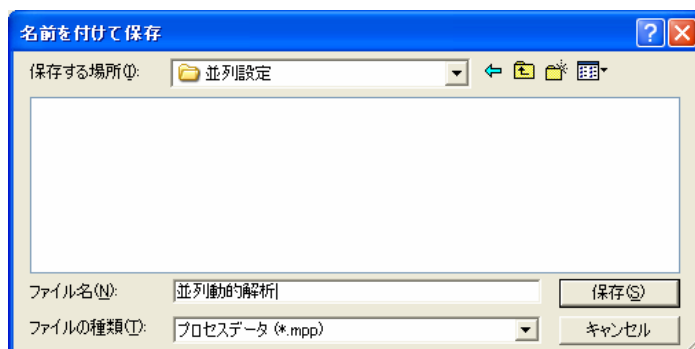 名前を付けて保存
保存する場所(I): 並列設定
ファイル名(N): 並列動的解析 保存(S)
ファイルの種類(T): プロセスデータ (*.mpp) キャンセル